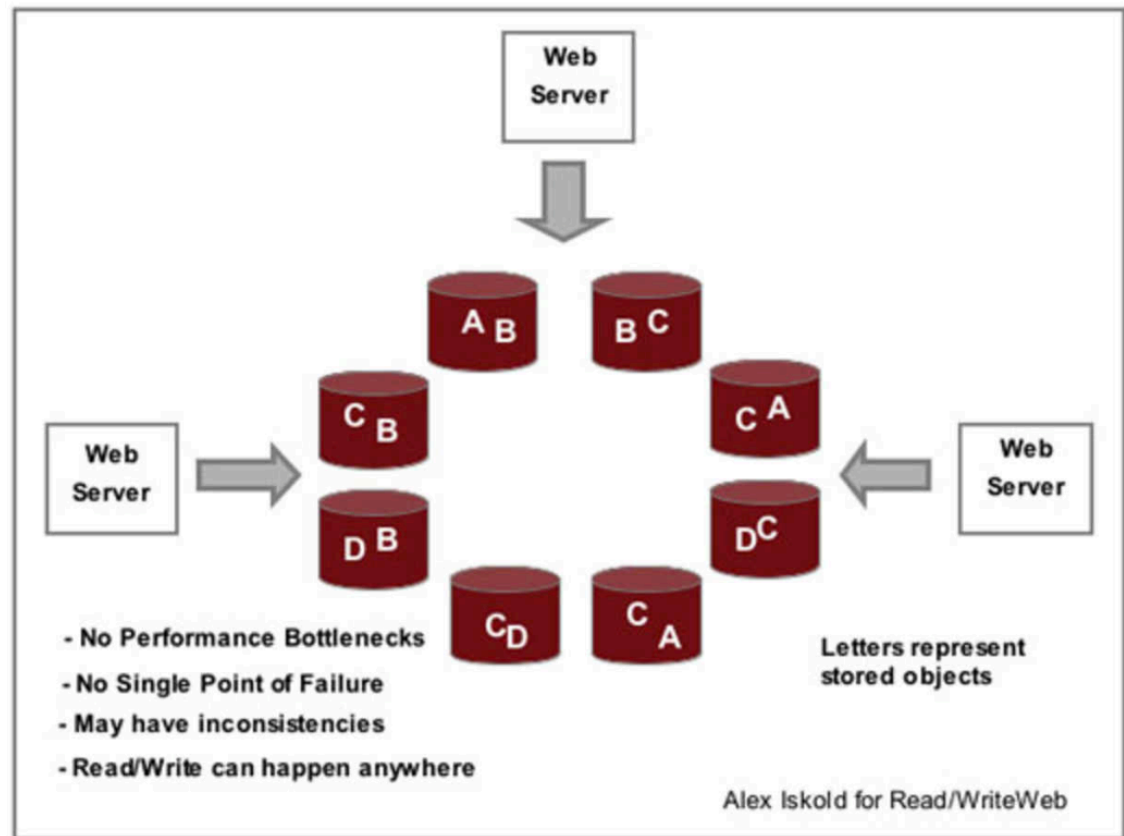 Web
Server
A B
B C
C B
C A
Web
Server
Web
Server
D B
D C
C D
C A
- No Performance Bottlenecks
- No Single Point of Failure
- May have inconsistencies
- Read/Write can happen anywhere
Letters represent
stored objects
Alex Iskold for Read/WriteWeb